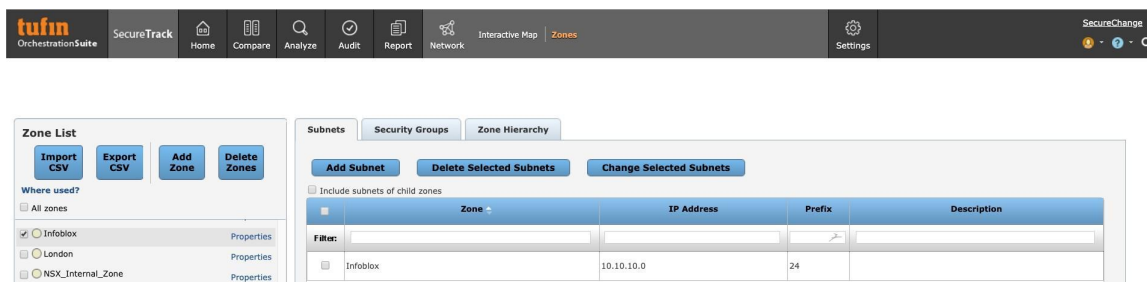 tufin
OrchestrationSuite
SecureTrack
Home
Compare
Analyze
Audit
Report
Network
Interactive Map
Zones
Settings
SecureChange
Zone List
Import CSV
Export CSV
Add Zone
Delete Zones
Where used?
All zones
Infoblox Properties
London Properties
NSX_Internal_Zone Properties
Subnets
Security Groups
Zone Hierarchy
Add Subnet
Delete Selected Subnets
Change Selected Subnets
Include subnets of child zones
Zone IP Address Prefix Description
Filter:
Infoblox 10.10.10.0 24